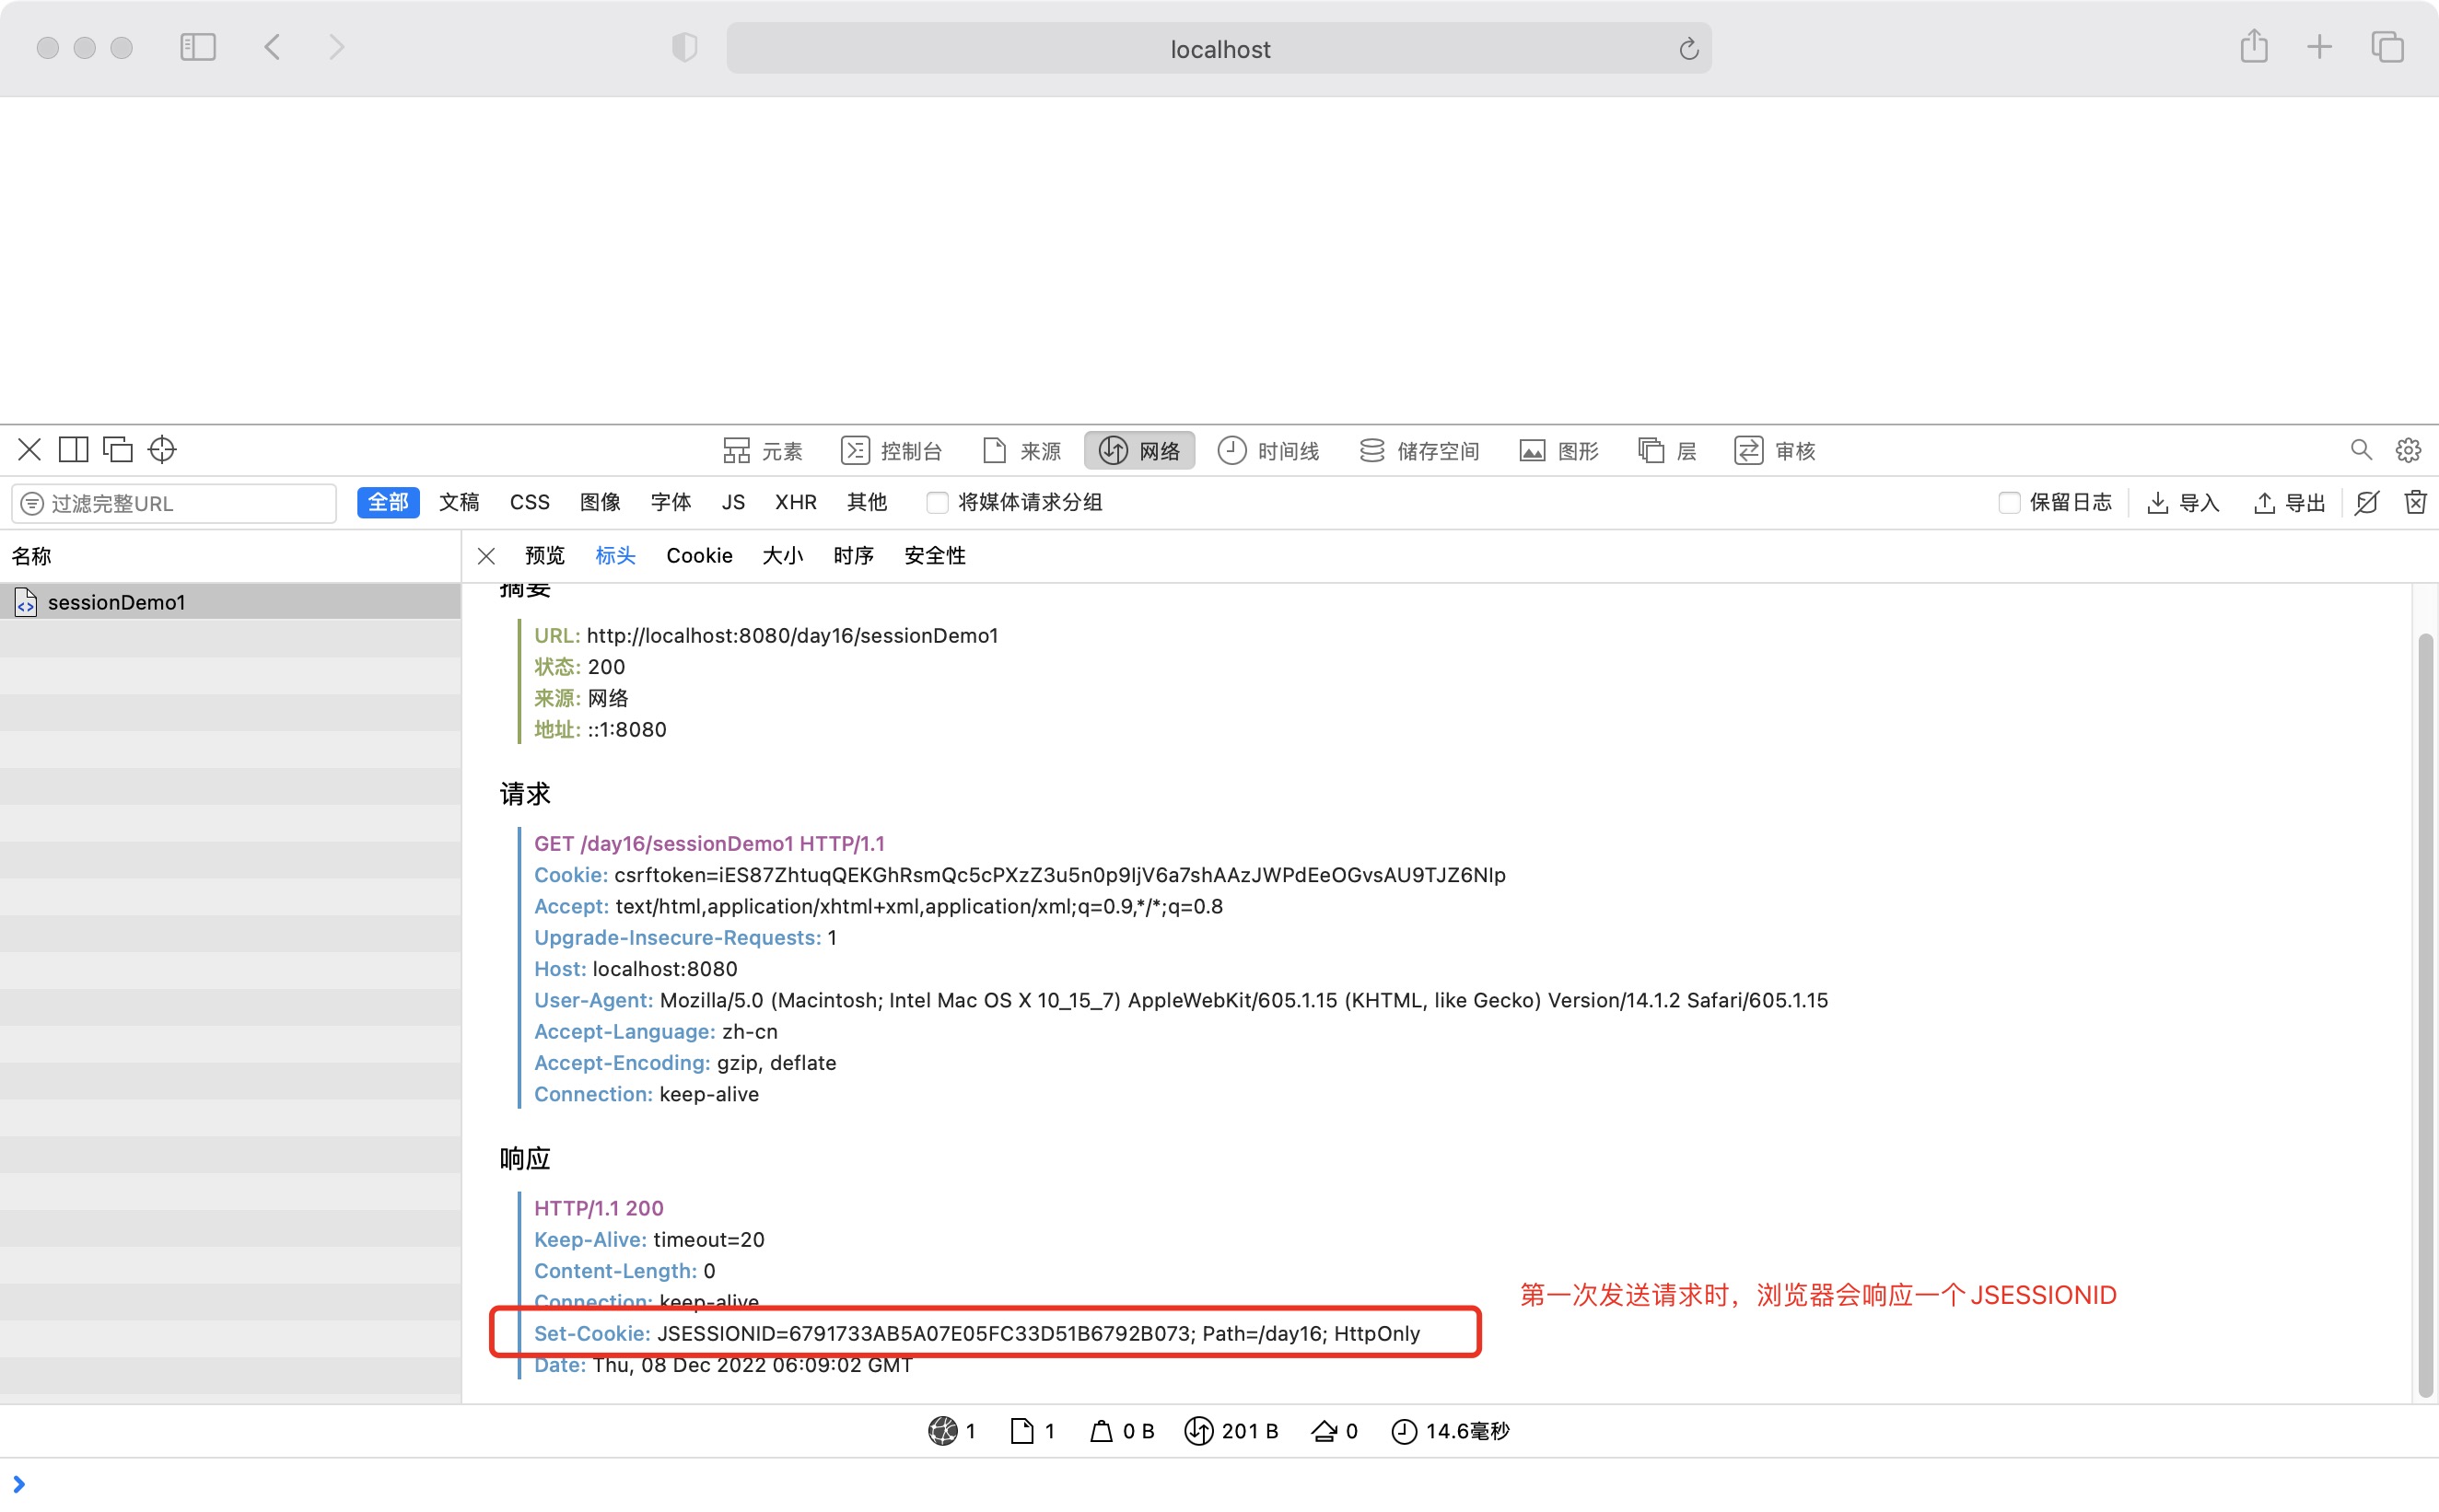 localhost
元素 控制台 来源 网络 时间线 储存空间 图形 层 审核
过滤完整URL 全部 文稿 CSS 图像 字体 JS XHR 其他 将媒体请求分组 保留日志 导入 导出
名称 预览 标头 Cookie 大小 时序 安全性
sessionDemo1
摘要
URL: http://localhost:8080/day16/sessionDemo1
状态: 200
来源: 网络
地址: ::1:8080
请求
GET /day16/sessionDemo1 HTTP/1.1
Cookie: csrftoken=iES87ZhtuqQEKGhRsmQc5cPXzZ3u5n0p9IjV6a7shAAzJWPdEeOGvsAU9TJZ6NIp
Accept: text/html,application/xhtml+xml,application/xml;q=0.9,*/*;q=0.8
Upgrade-Insecure-Requests: 1
Host: localhost:8080
User-Agent: Mozilla/5.0 (Macintosh; Intel Mac OS X 10_15_7) AppleWebKit/605.1.15 (KHTML, like Gecko) Version/14.1.2 Safari/605.1.15
Accept-Language: zh-cn
Accept-Encoding: gzip, deflate
Connection: keep-alive
响应
HTTP/1.1 200
Keep-Alive: timeout=20
Content-Length: 0
Connection: keep-alive
第一次发送请求时，浏览器会响应一个JSESSIONID
Set-Cookie: JSESSIONID=6791733AB5A07E05FC33D51B6792B073; Path=/day16; HttpOnly
Date: Thu, 08 Dec 2022 06:09:02 GMT
1 1 0 B 201 B 0 14.6毫秒